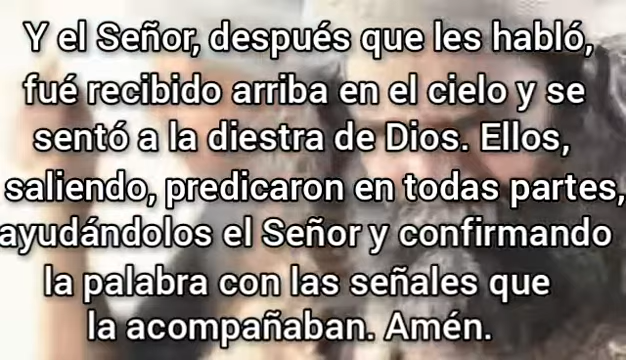 Y el Señor, después que les habló,
fué recibido arriba en el cielo y se
sentó a la diestra de Dios. Ellos,
saliendo, predicaron en todas partes,
ayudándolos el Señor y confirmando
la palabra con las señales que
la acompañaban. Amén.